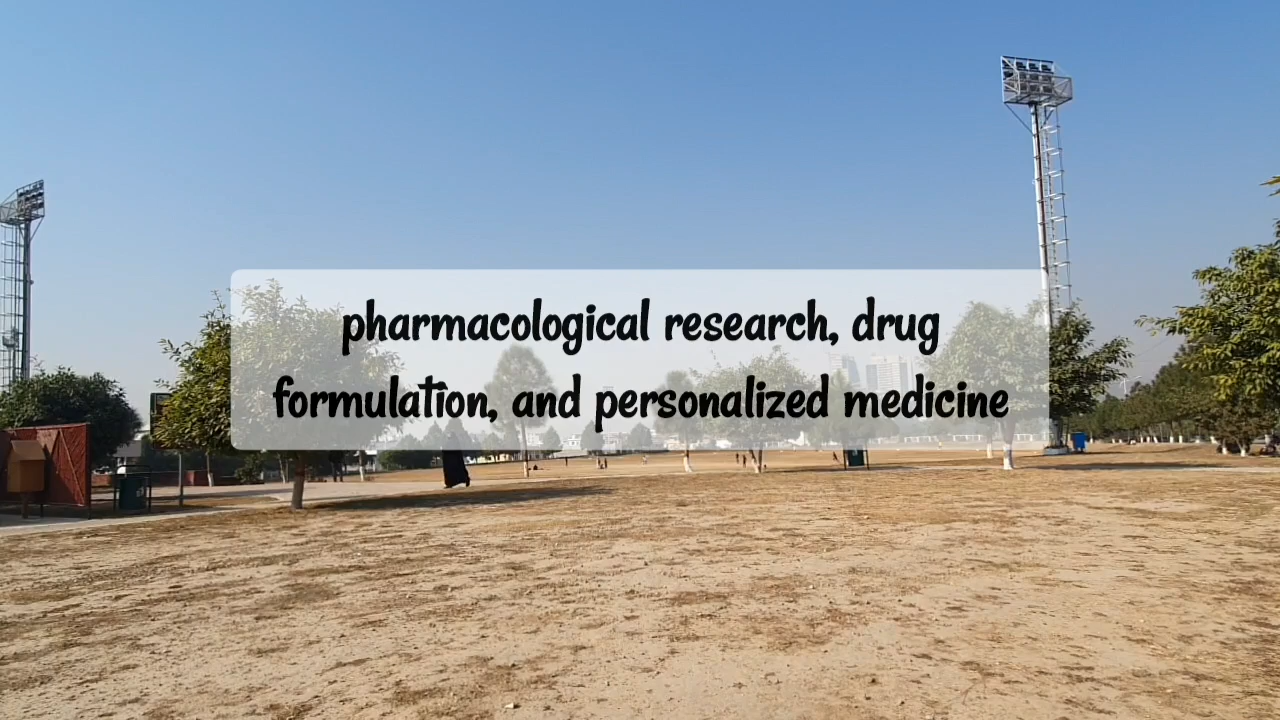 pharmacological research, drug
formulation, and personalized medicine